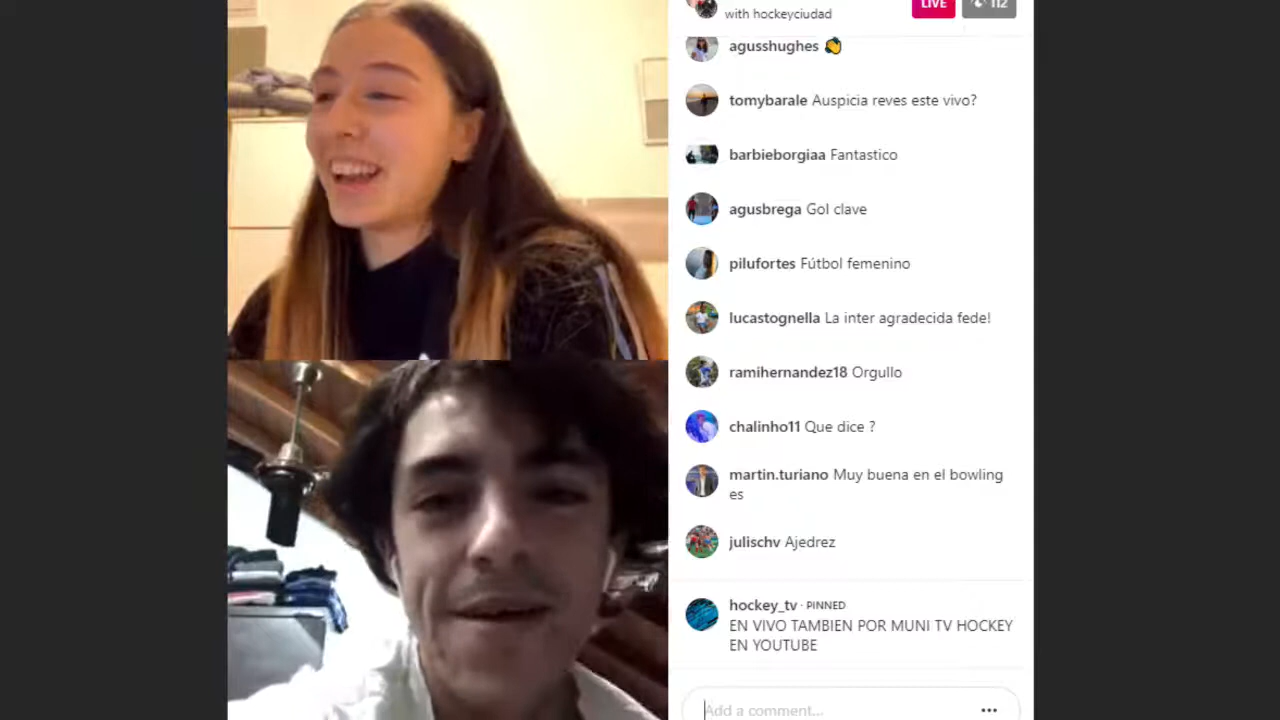 with hockeyciudad
LIVE
112
agusshughes 👏
tomybarale Auspicia reves este vivo?
barbieborgiaa Fantastico
agusbrega Gol clave
pilufortes Fútbol femenino
lucastognella La inter agradecida fede!
ramihernandez18 Orgullo
chalinho11 Que dice ?
martin.turiano Muy buena en el bowling
es
julischv Ajedrez
hockey_tv · PINNED
EN VIVO TAMBIEN POR MUNI TV HOCKEY
EN YOUTUBE
Add a comment...